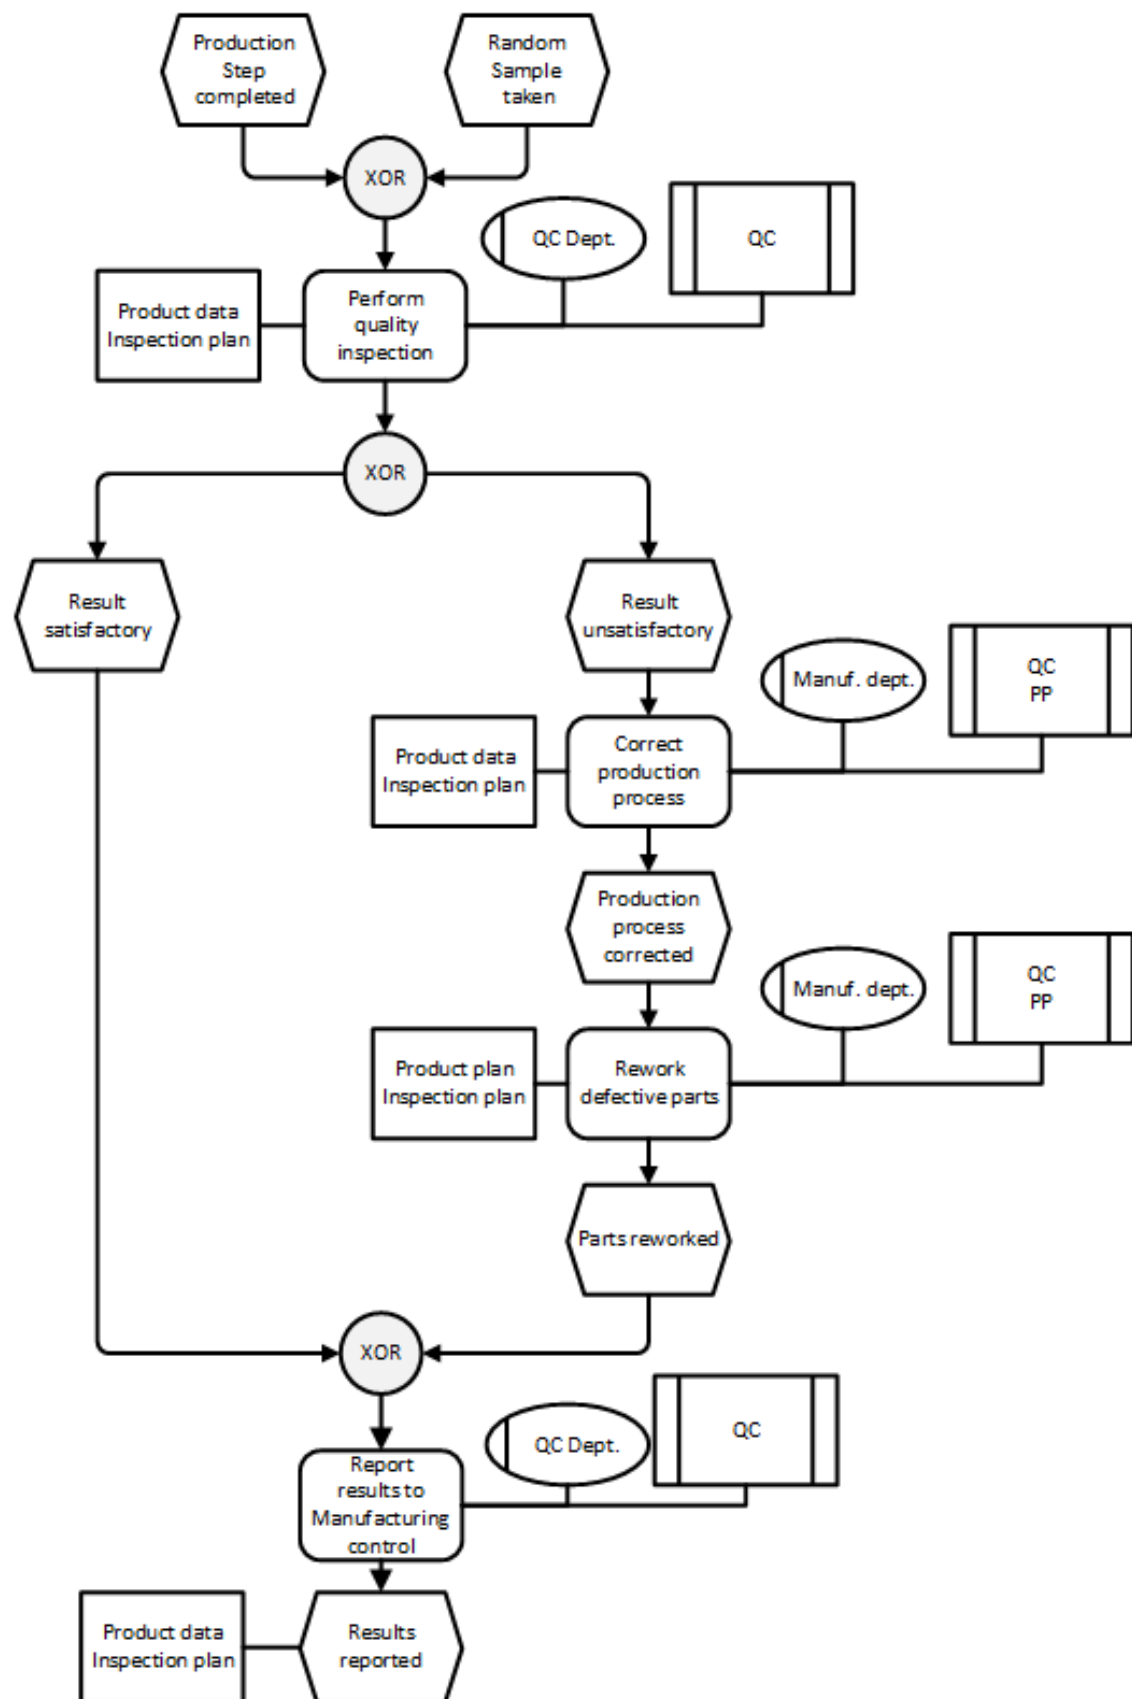 Production
Step
completed
Random
Sample
taken
XOR
QC Dept.
QC
Product data
Inspection plan
Perform
quality
inspection
XOR
Result
satisfactory
Result
unsatisfactory
Manuf. dept.
QC
PP
Product data
Inspection plan
Correct
production
process
Production
process
corrected
Manuf. dept.
QC
PP
Product plan
Inspection plan
Rework
defective parts
Parts reworked
XOR
QC Dept.
QC
Report
results to
Manufacturing
control
Product data
Inspection plan
Results
reported